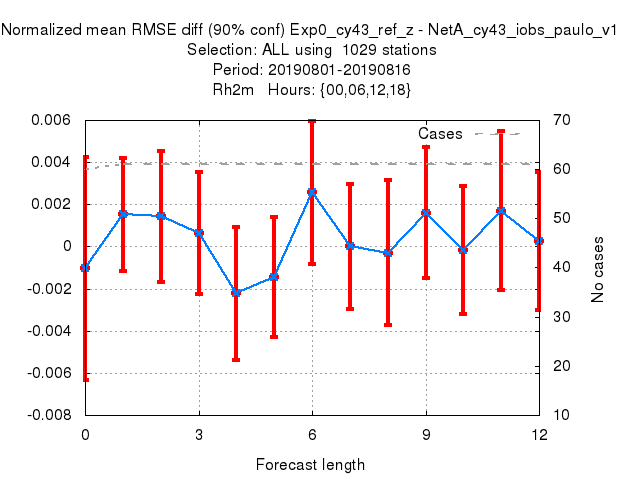 Normalized mean RMSE diff (90% conf) Exp0_cy43_ref_z - NetA_cy43_iobs_paulo_v1
Selection: ALL using  1029 stations
Period: 20190801-20190816
Rh2m   Hours: {00,06,12,18}
Cases
0.006
0.004
0.002
0
-0.002
-0.004
-0.006
-0.008
70
60
50
40
30
20
10
No cases
0 3 6 9 12
Forecast length